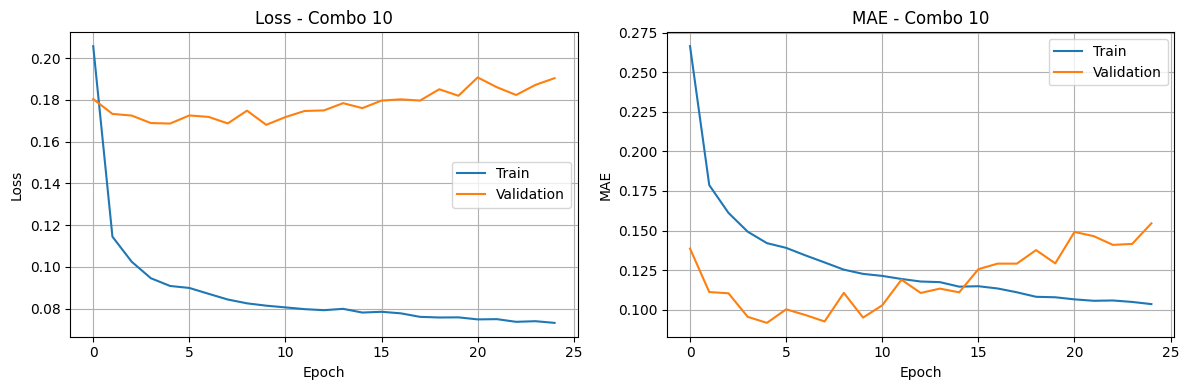 Loss - Combo 10
0.20
0.18
0.16
0.14
0.12
0.10
0.08
Loss
Train
Validation
0 5 10 15 20 25
Epoch
MAE - Combo 10
0.275
0.250
0.225
0.200
0.175
0.150
0.125
0.100
MAE
Train
Validation
0 5 10 15 20 25
Epoch